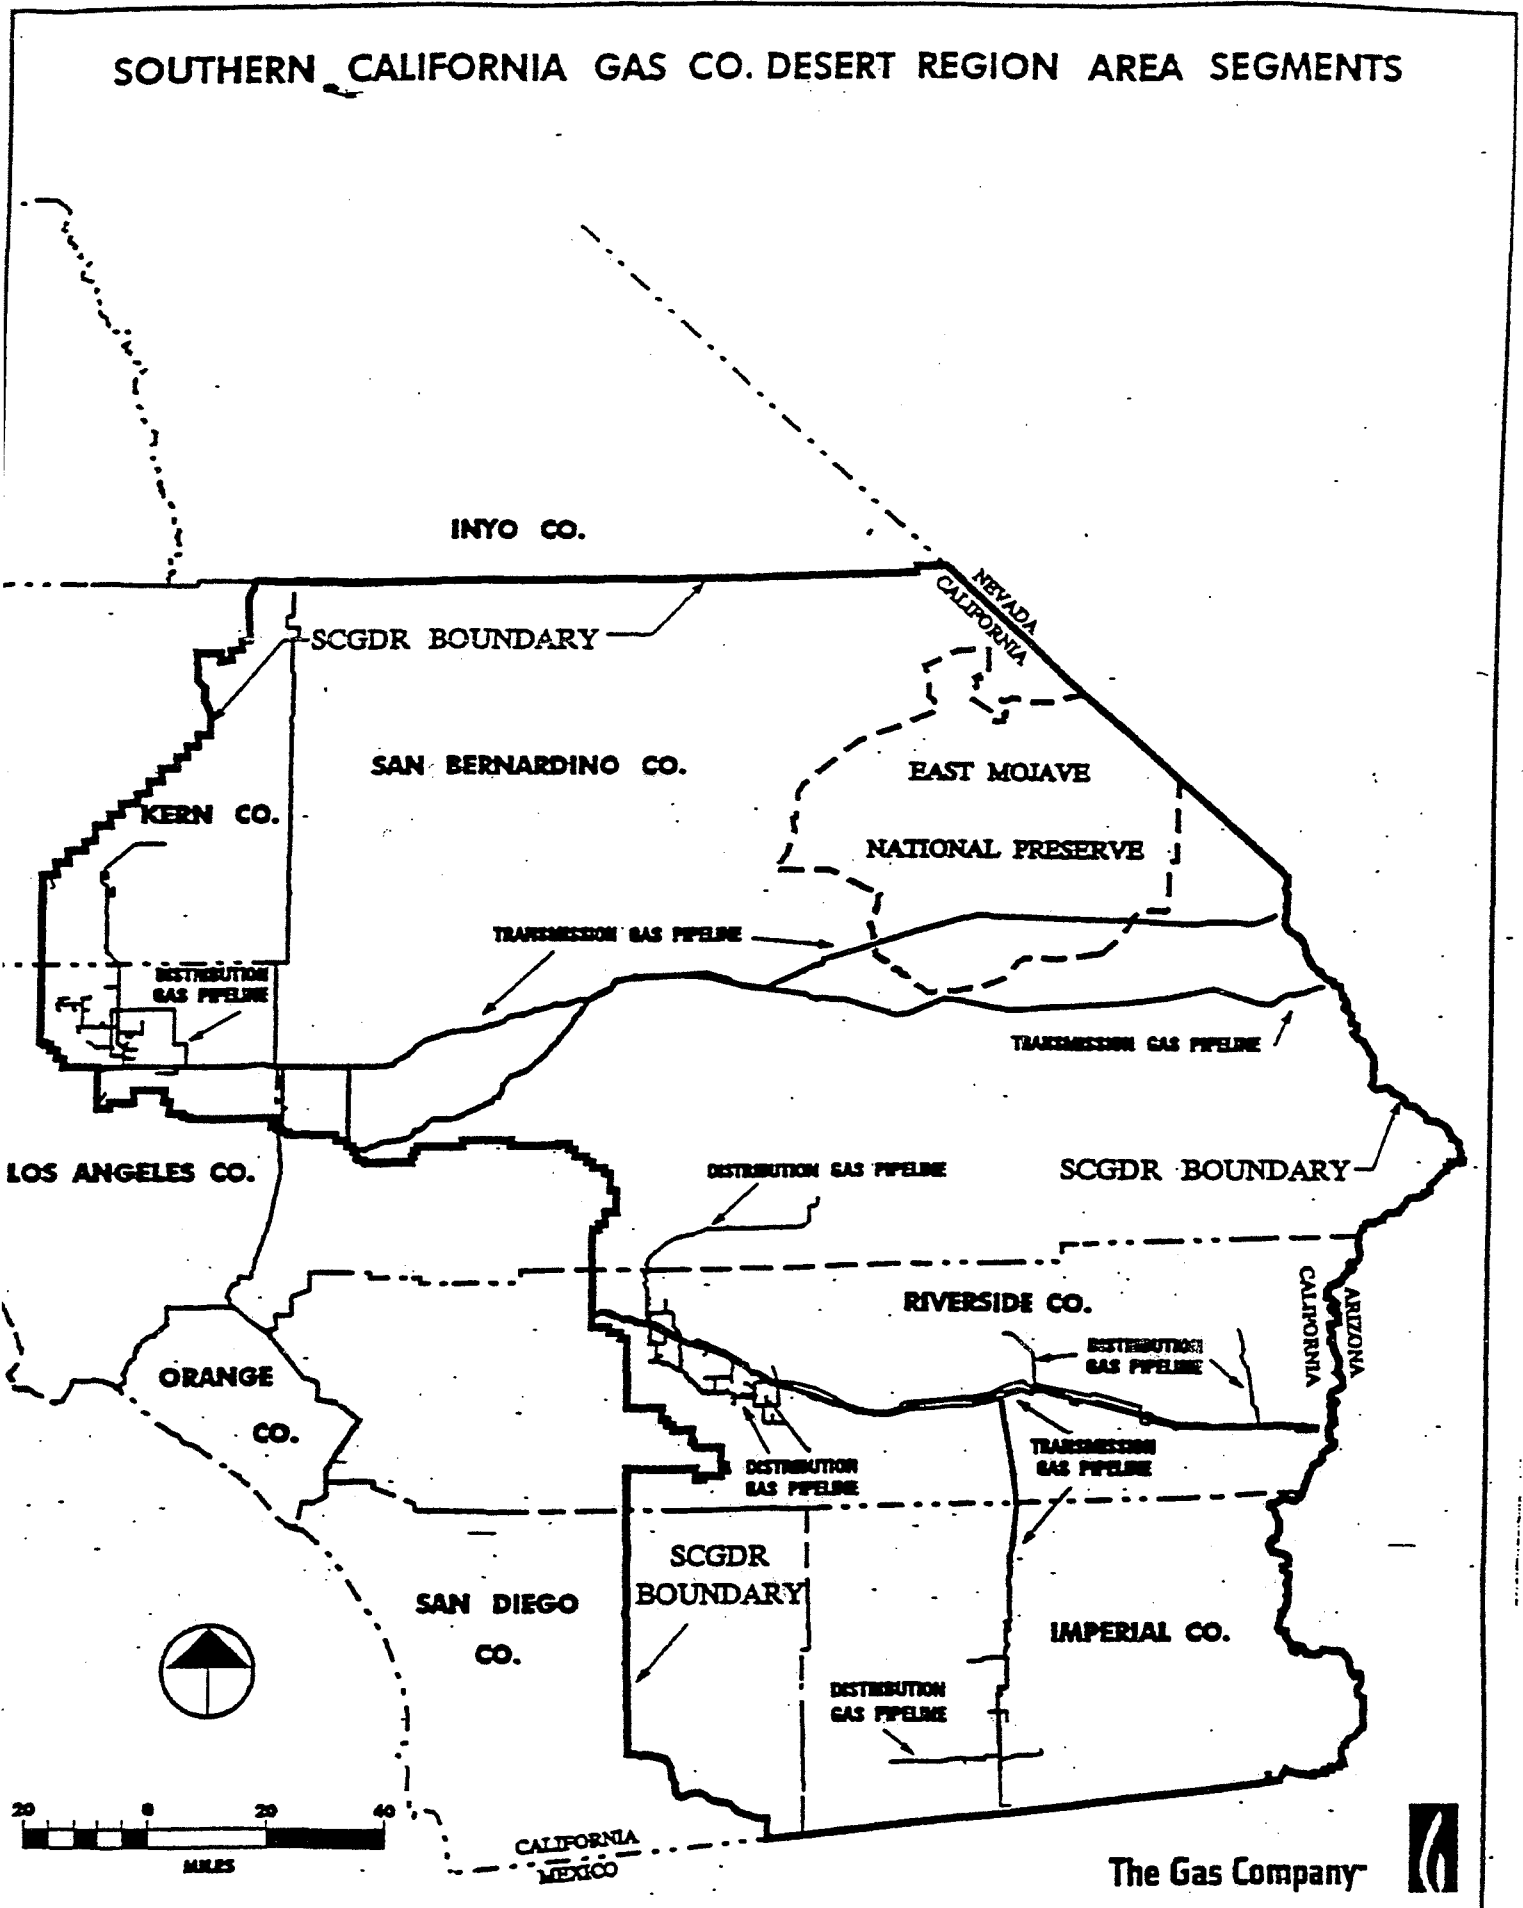 SOUTHERN CALIFORNIA GAS CO. DESERT REGION AREA SEGMENTS
INYO CO.
NEVADA
CALIFORNIA
SCGDR BOUNDARY
SAN BERNARDINO CO.
EAST MOJAVE
NATIONAL PRESERVE
KERN CO.
TRANSMISSION GAS PIPELINE
DISTRIBUTION
GAS PIPELINE
TRANSMISSION GAS PIPELINE
LOS ANGELES CO.
DISTRIBUTION GAS PIPELINE
SCGDR BOUNDARY
RIVERSIDE CO.
CALIFORNIA
ARIZONA
DISTRIBUTION
GAS PIPELINE
ORANGE
CO.
TRANSMISSION
GAS PIPELINE
DISTRIBUTION
GAS PIPELINE
SCGDR
BOUNDARY
SAN DIEGO
CO.
IMPERIAL CO.
DISTRIBUTION
GAS PIPELINE
20 0 20 40
MILES
CALIFORNIA
MEXICO
The Gas Company